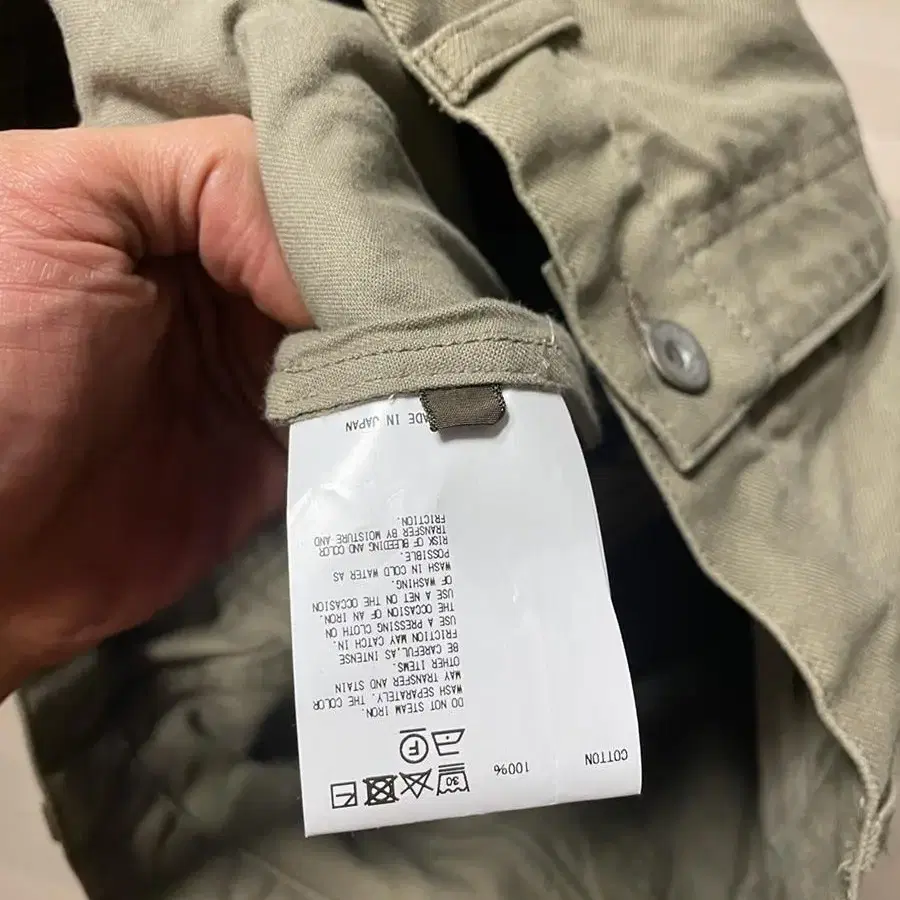 COTTON 100%
30
F
DO NOT STEAM IRON.
WASH SEPARATELY. THE COLOR
MAY TRANSFER AND STAIN
OTHER ITEMS.
BE CAREFUL,AS INTENSE
FRICTION MAY CATCH IN.
USE A PRESSING CLOTH ON
THE OCCASION OF AN IRON.
USE A NET ON THE OCCASION
OF WASHING.
WASH IN COLD WATER AS
POSSIBLE.
RISK OF BLEEDING AND COLOR
TRANSFER BY MOISTURE AND
FRICTION.
ADE IN JAPAN